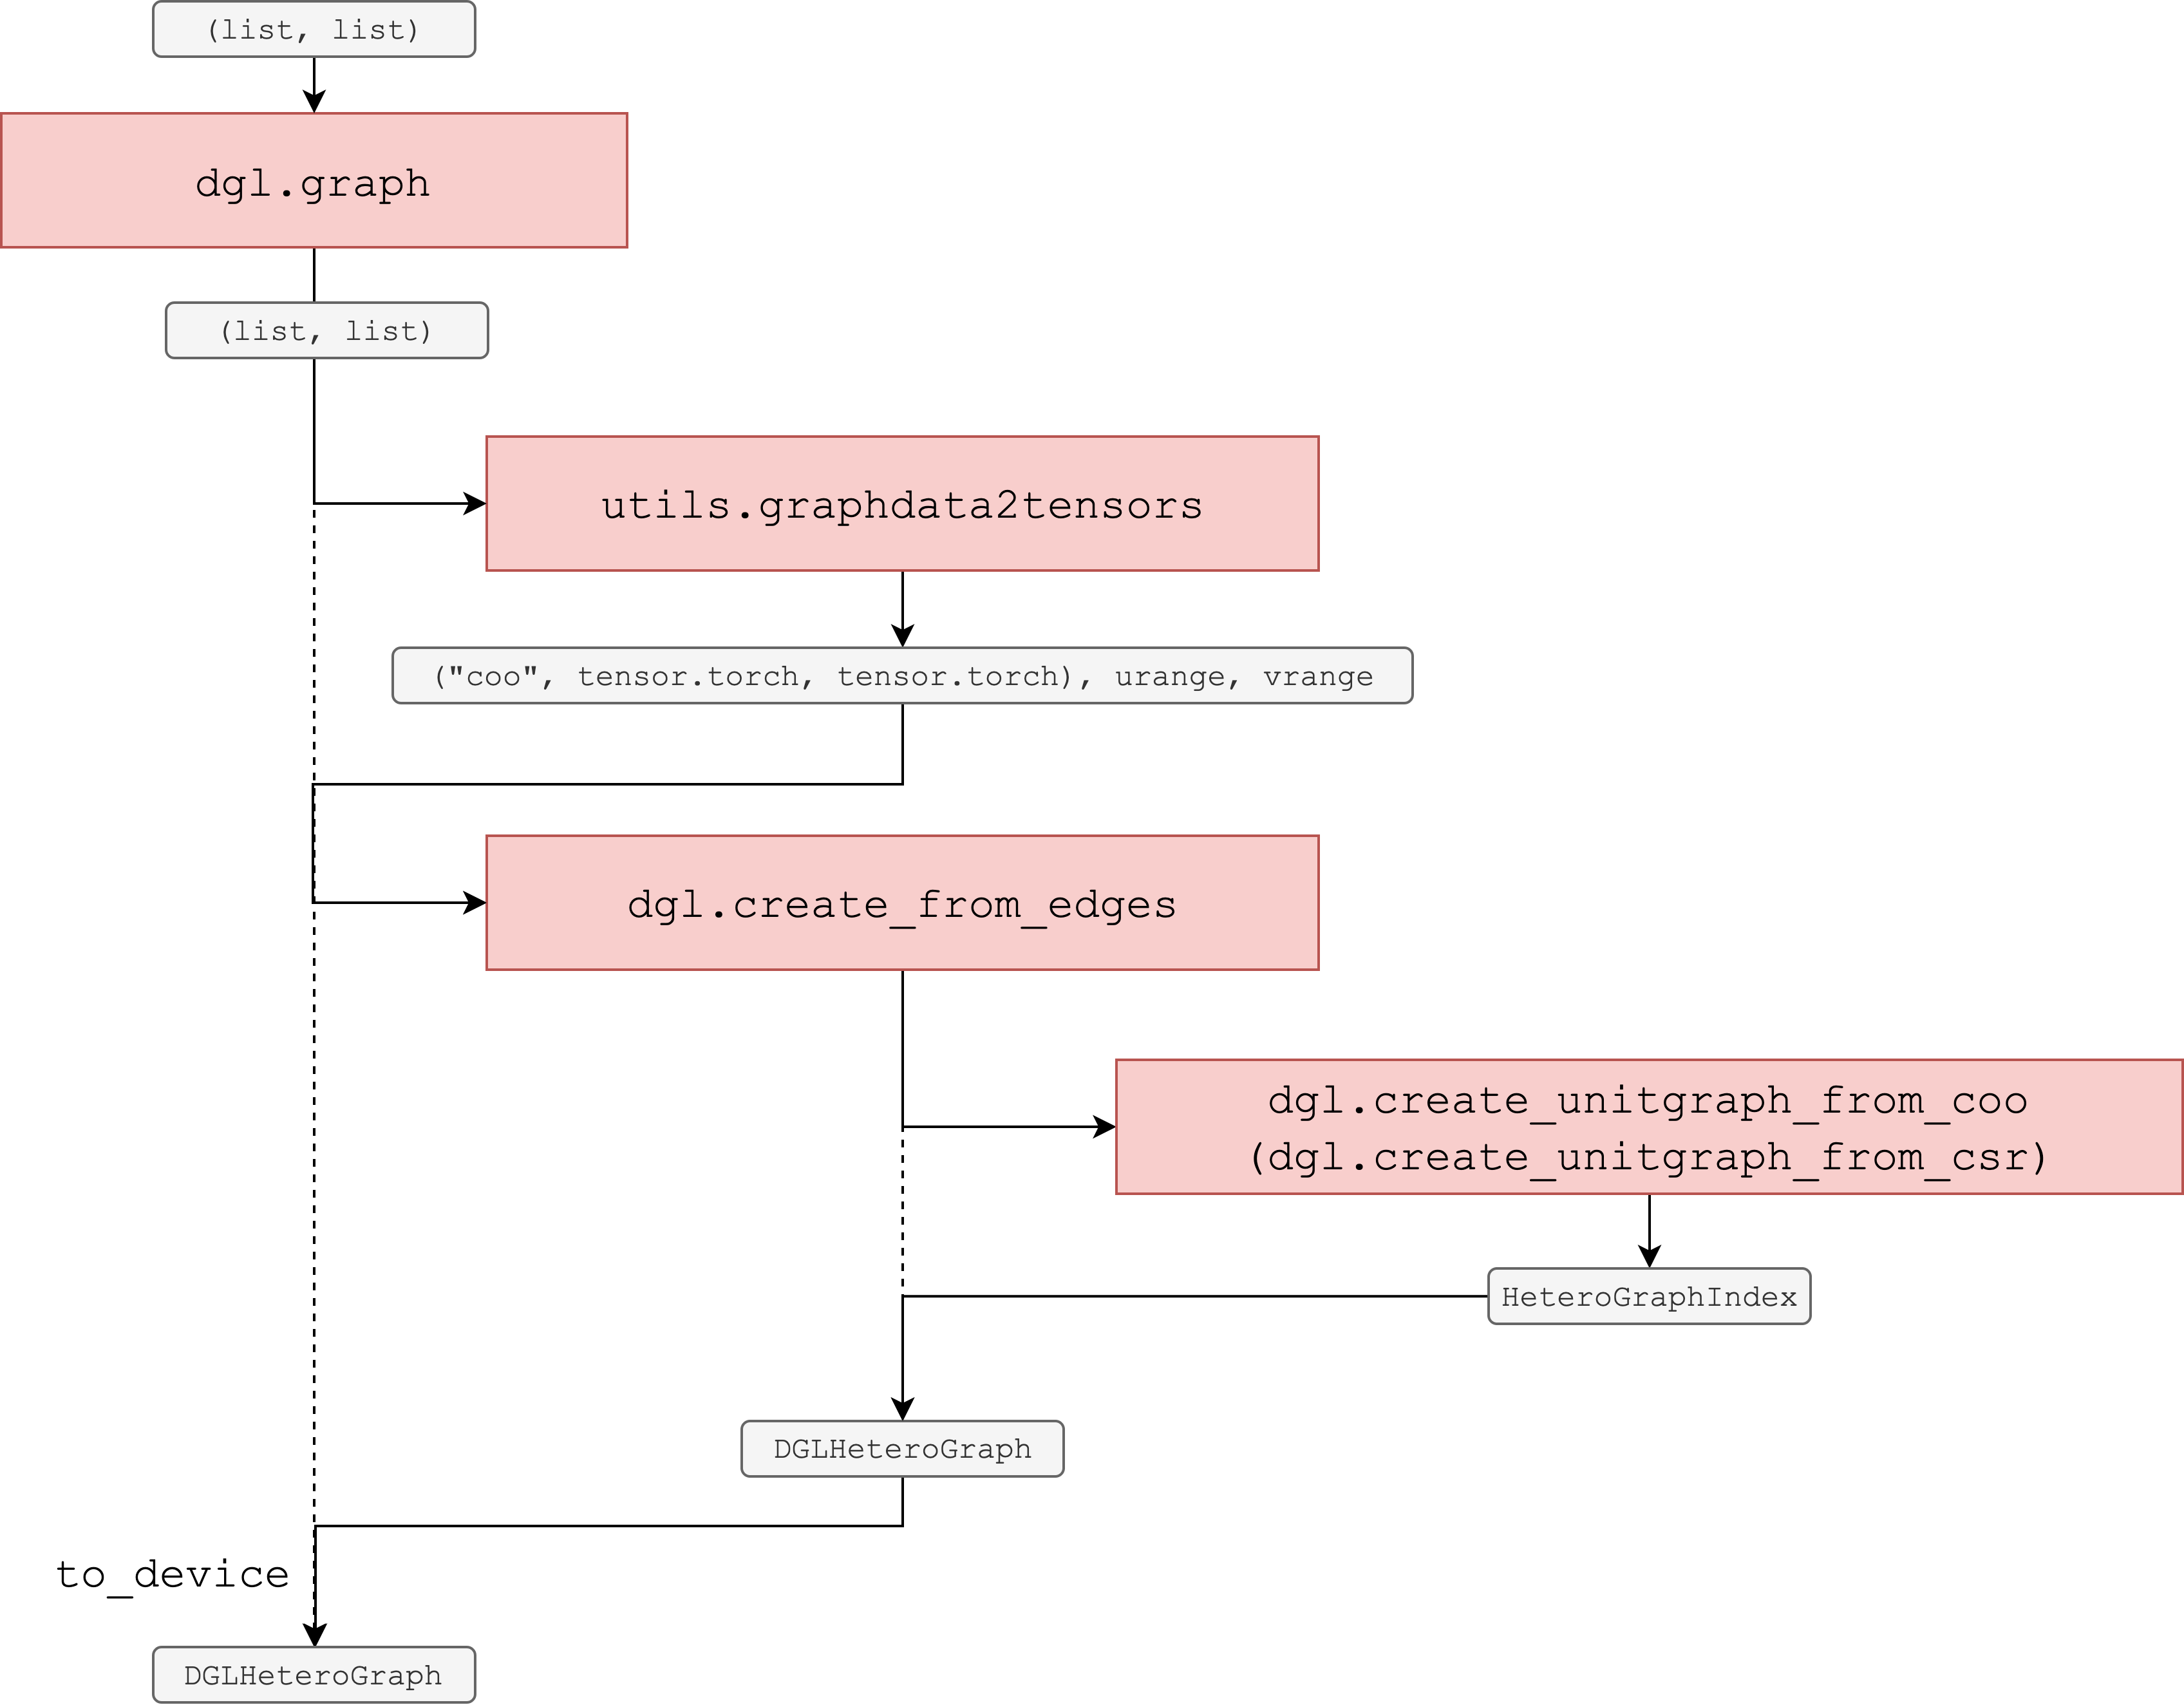 (list, list)
dgl.graph
(list, list)
utils.graphdata2tensors
("coo", tensor.torch, tensor.torch), urange, vrange
dgl.create_from_edges
dgl.create_unitgraph_from_coo
(dgl.create_unitgraph_from_csr)
HeteroGraphIndex
DGLHeteroGraph
to_device
DGLHeteroGraph